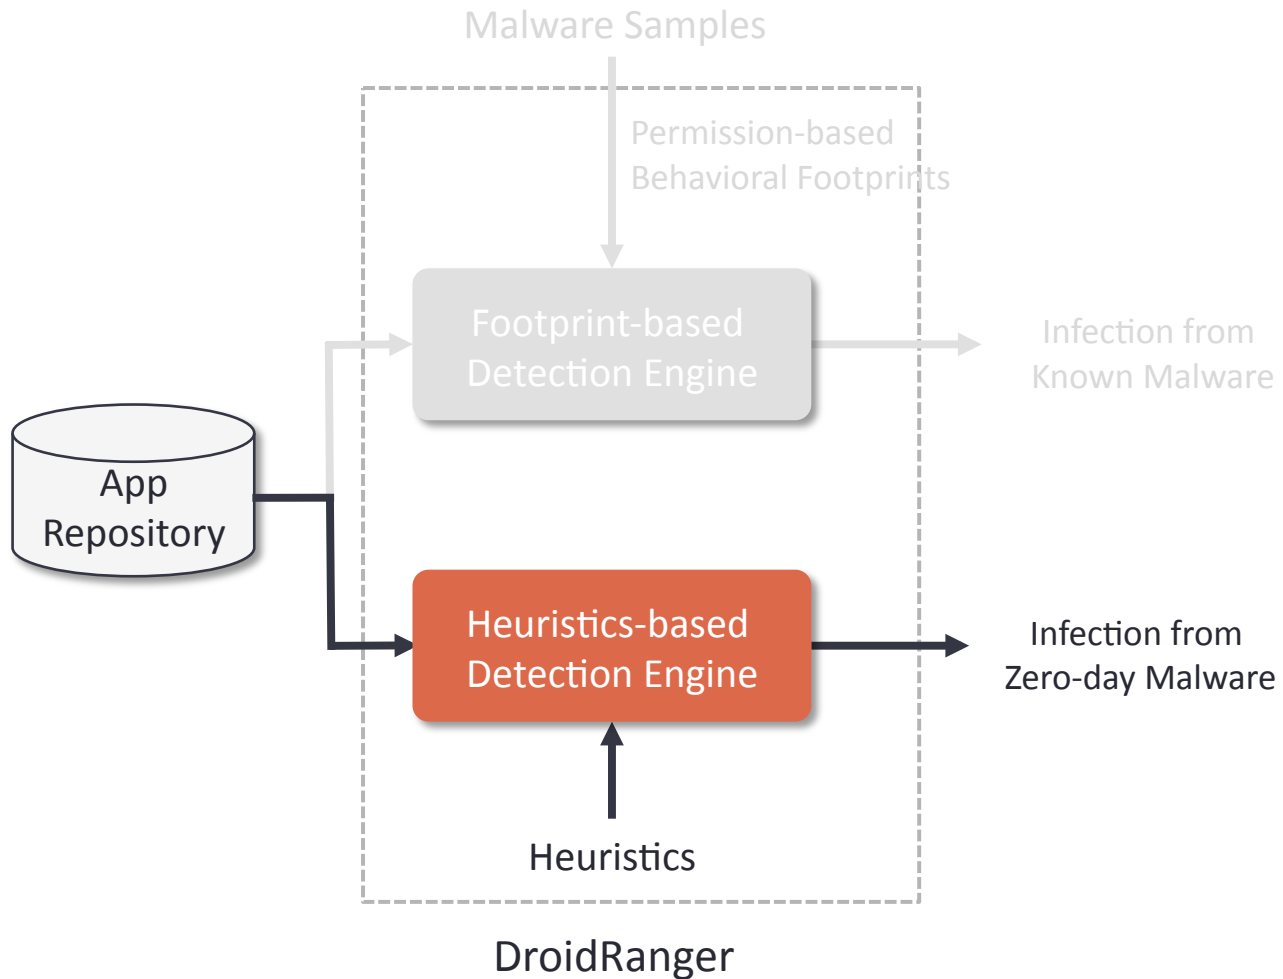 Malware Samples
Permission-based
Behavioral Footprints
Footprint-based
Detection Engine
Infection from
Known Malware
App
Repository
Heuristics-based
Detection Engine
Infection from
Zero-day Malware
Heuristics
DroidRanger